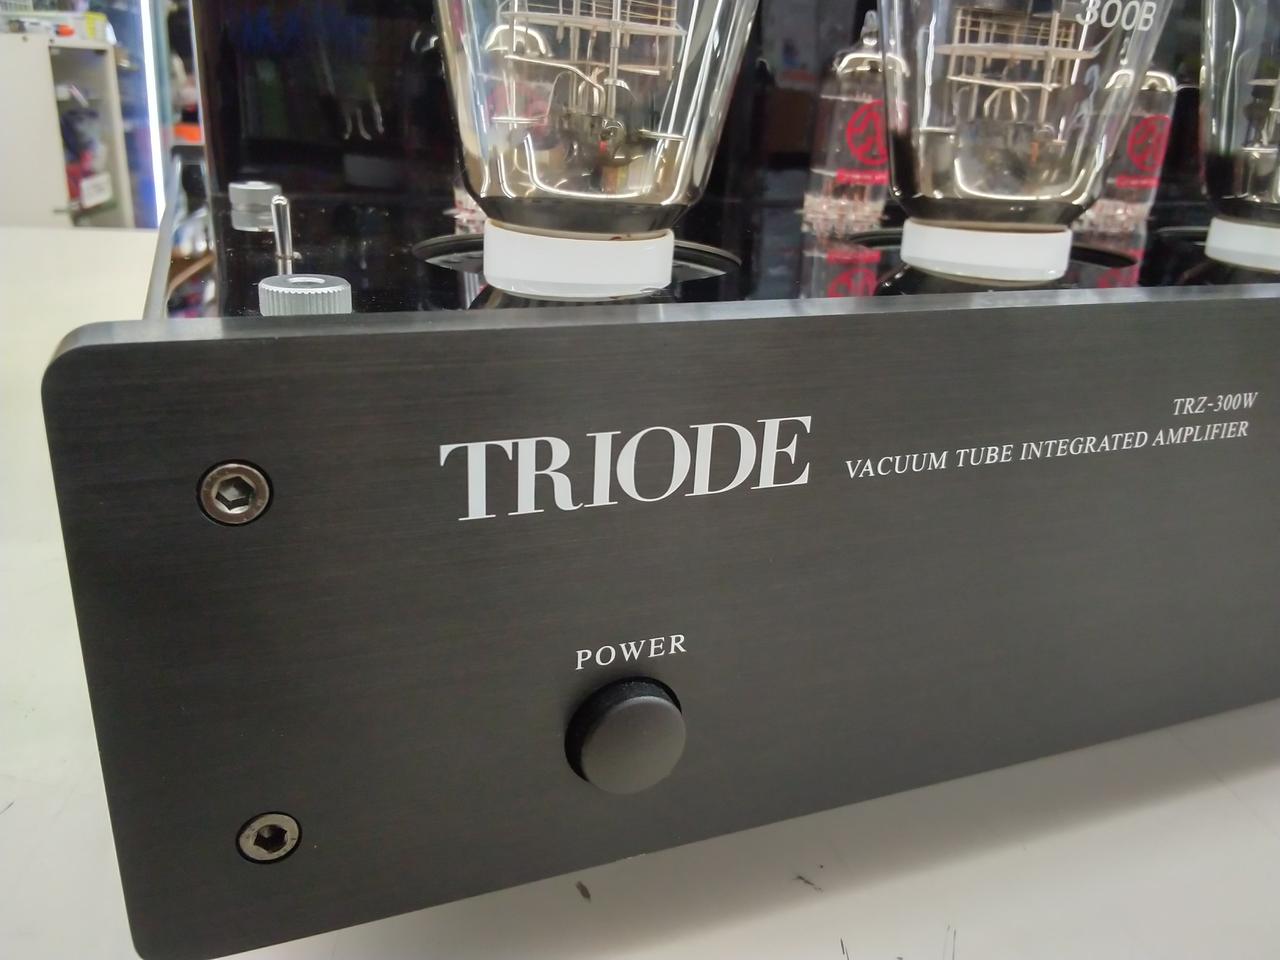 300B
TRIODE
TRZ-300W
VACUUM TUBE INTEGRATED AMPLIFIER
POWER